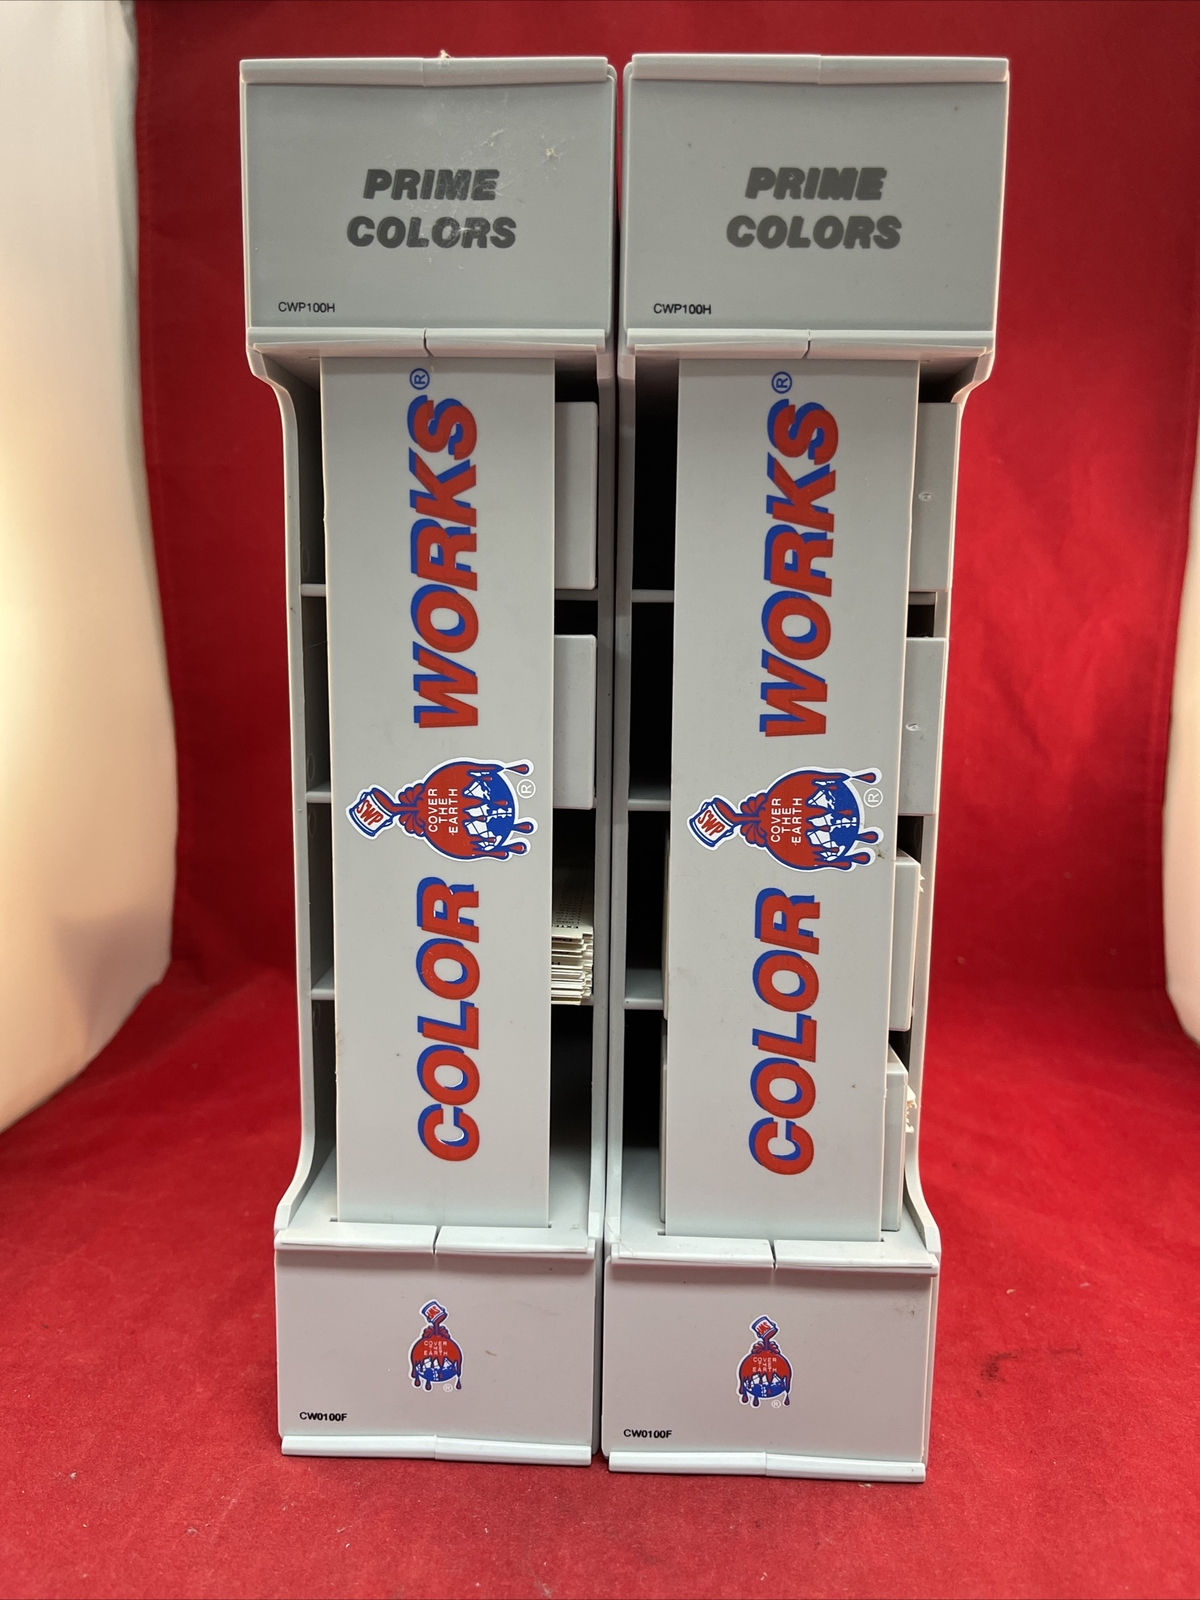 PRIME
COLORS
CWP100H
COLOR WORKS®
SWP
COVER
THE
EARTH
®
COVER
THE
EARTH
®
CW0100F
PRIME
COLORS
CWP100H
COLOR WORKS®
SWP
COVER
THE
EARTH
®
COVER
THE
EARTH
®
CW0100F